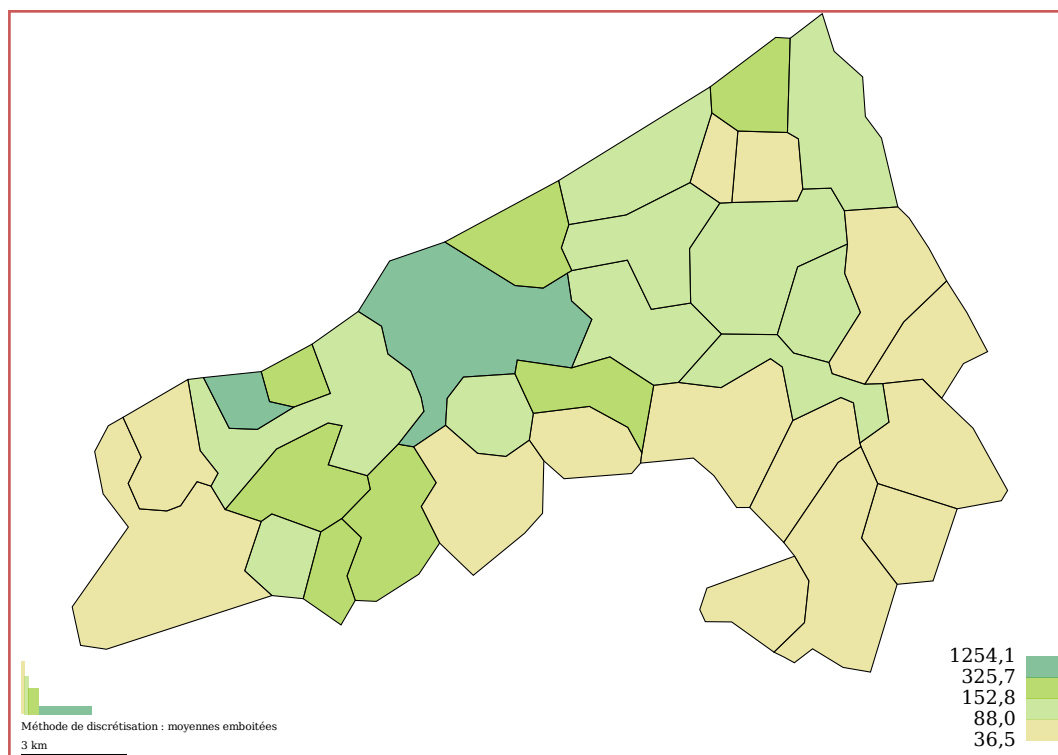 1254,1
325,7
152,8
88,0
36,5
Méthode de discrétisation : moyennes emboitées
3 km